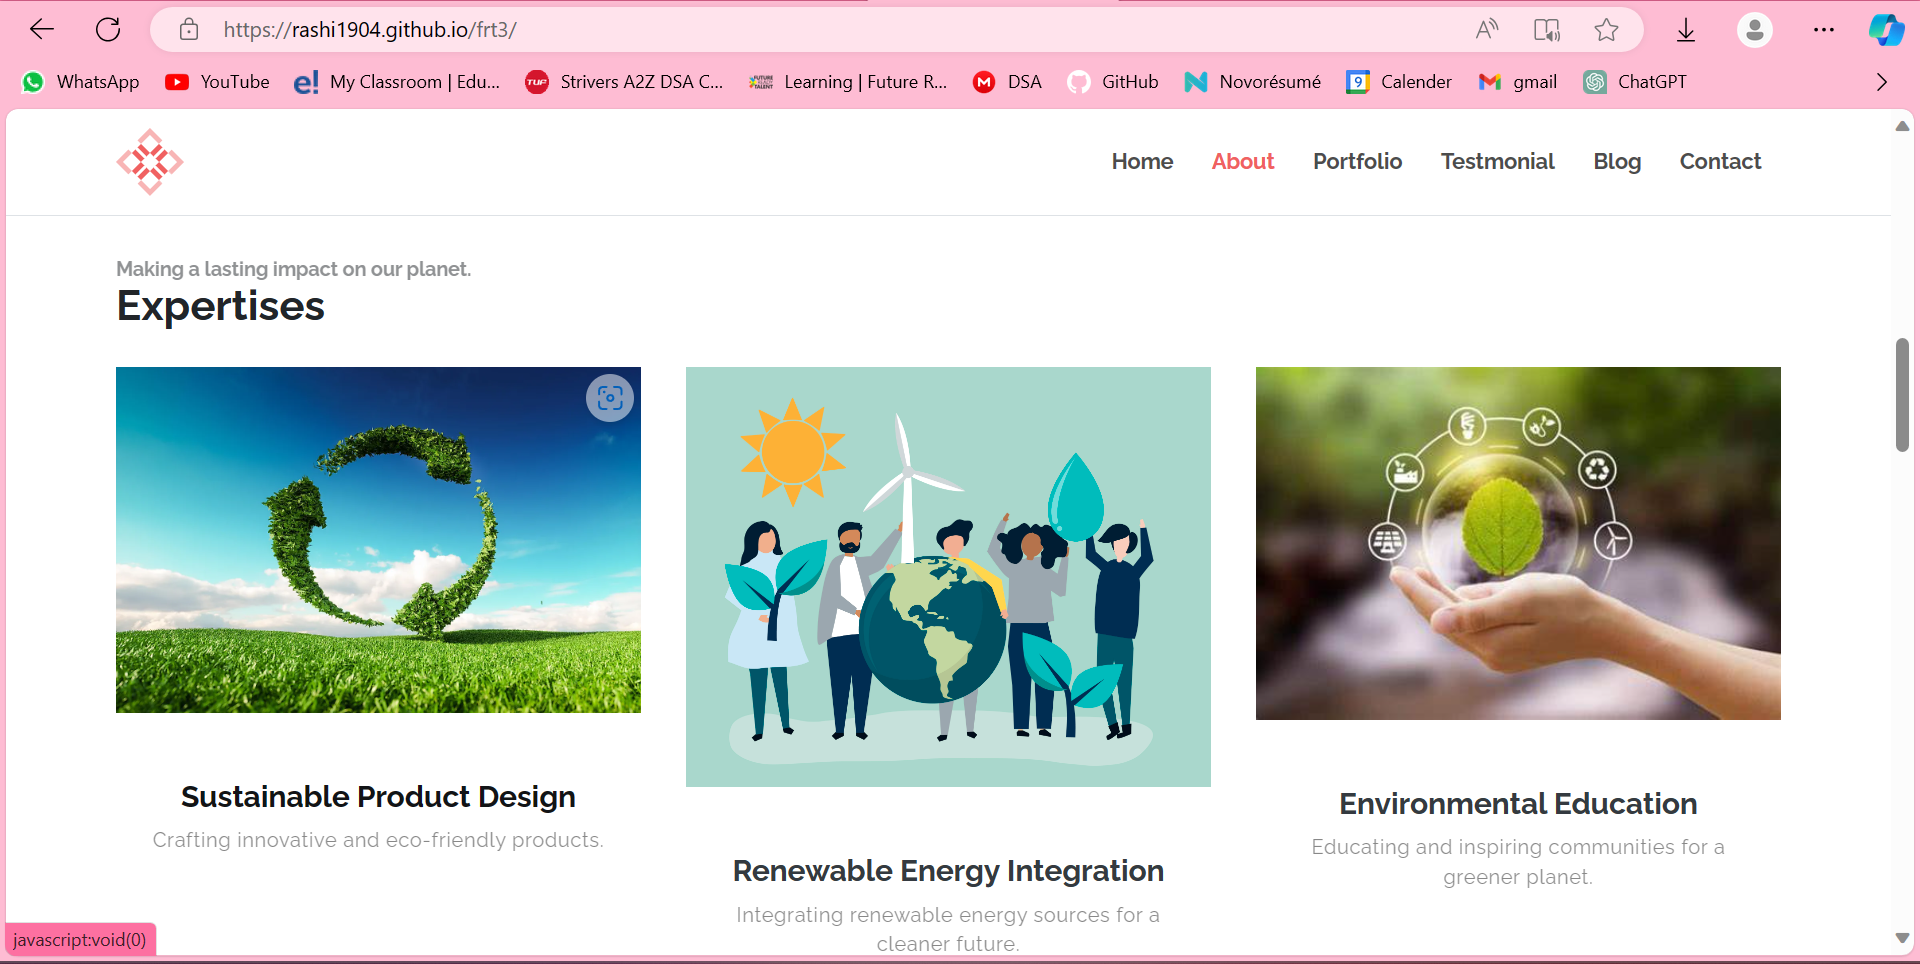 https://rashi1904.github.io/frt3/
WhatsApp
YouTube
My Classroom | Edu...
Strivers A2Z DSA C...
Learning | Future R...
DSA
GitHub
Novorésumé
Calender
gmail
ChatGPT
Home
About
Portfolio
Testmonial
Blog
Contact
Making a lasting impact on our planet.
Expertises
Sustainable Product Design
Crafting innovative and eco-friendly products.
Renewable Energy Integration
Integrating renewable energy sources for a
cleaner future.
Environmental Education
Educating and inspiring communities for a
greener planet.
javascript:void(0)